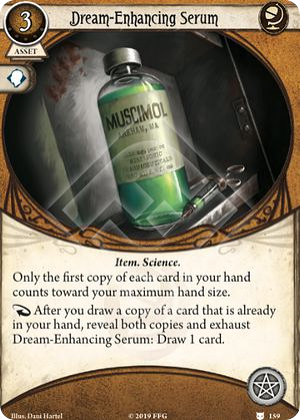 3
Dream-Enhancing Serum
ASSET
MUSCIMOL
ARKHAM, MA
Item. Science.
Only the first copy of each card in your hand
counts toward your maximum hand size.
After you draw a copy of a card that is already
in your hand, reveal both copies and exhaust
Dream-Enhancing Serum: Draw 1 card.
Illus. Dani Hartel
© 2019 FFG
159